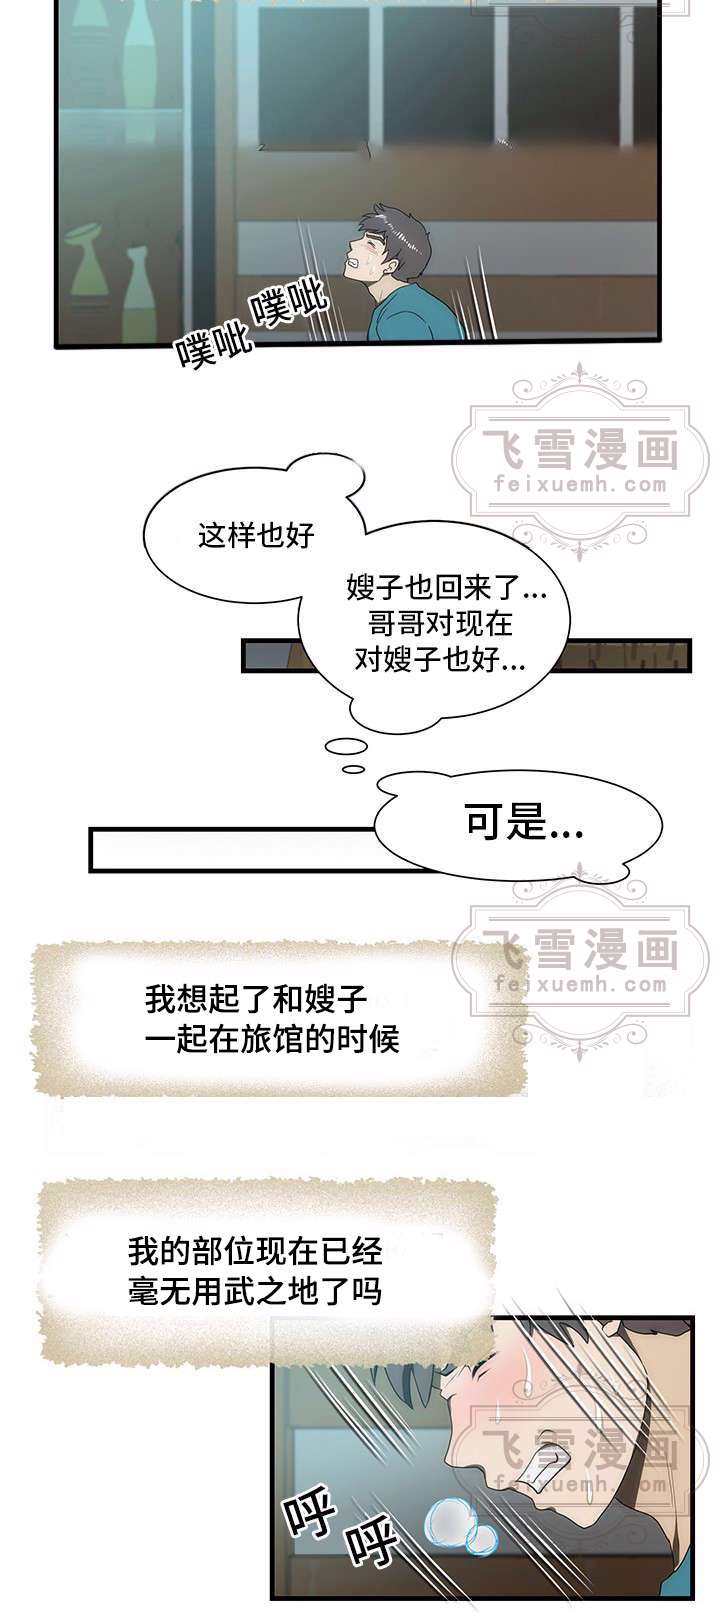 噗呲
噗呲
飞雪漫画
feixuemh.com
这样也好
嫂子也回来了...
哥哥对现在
对嫂子也好...
可是...
飞雪漫画
feixuemh.com
我想起了和嫂子
一起在旅馆的时候
我的部位现在已经
毫无用武之地了吗
飞雪漫画
feixuemh.com
呼
呼